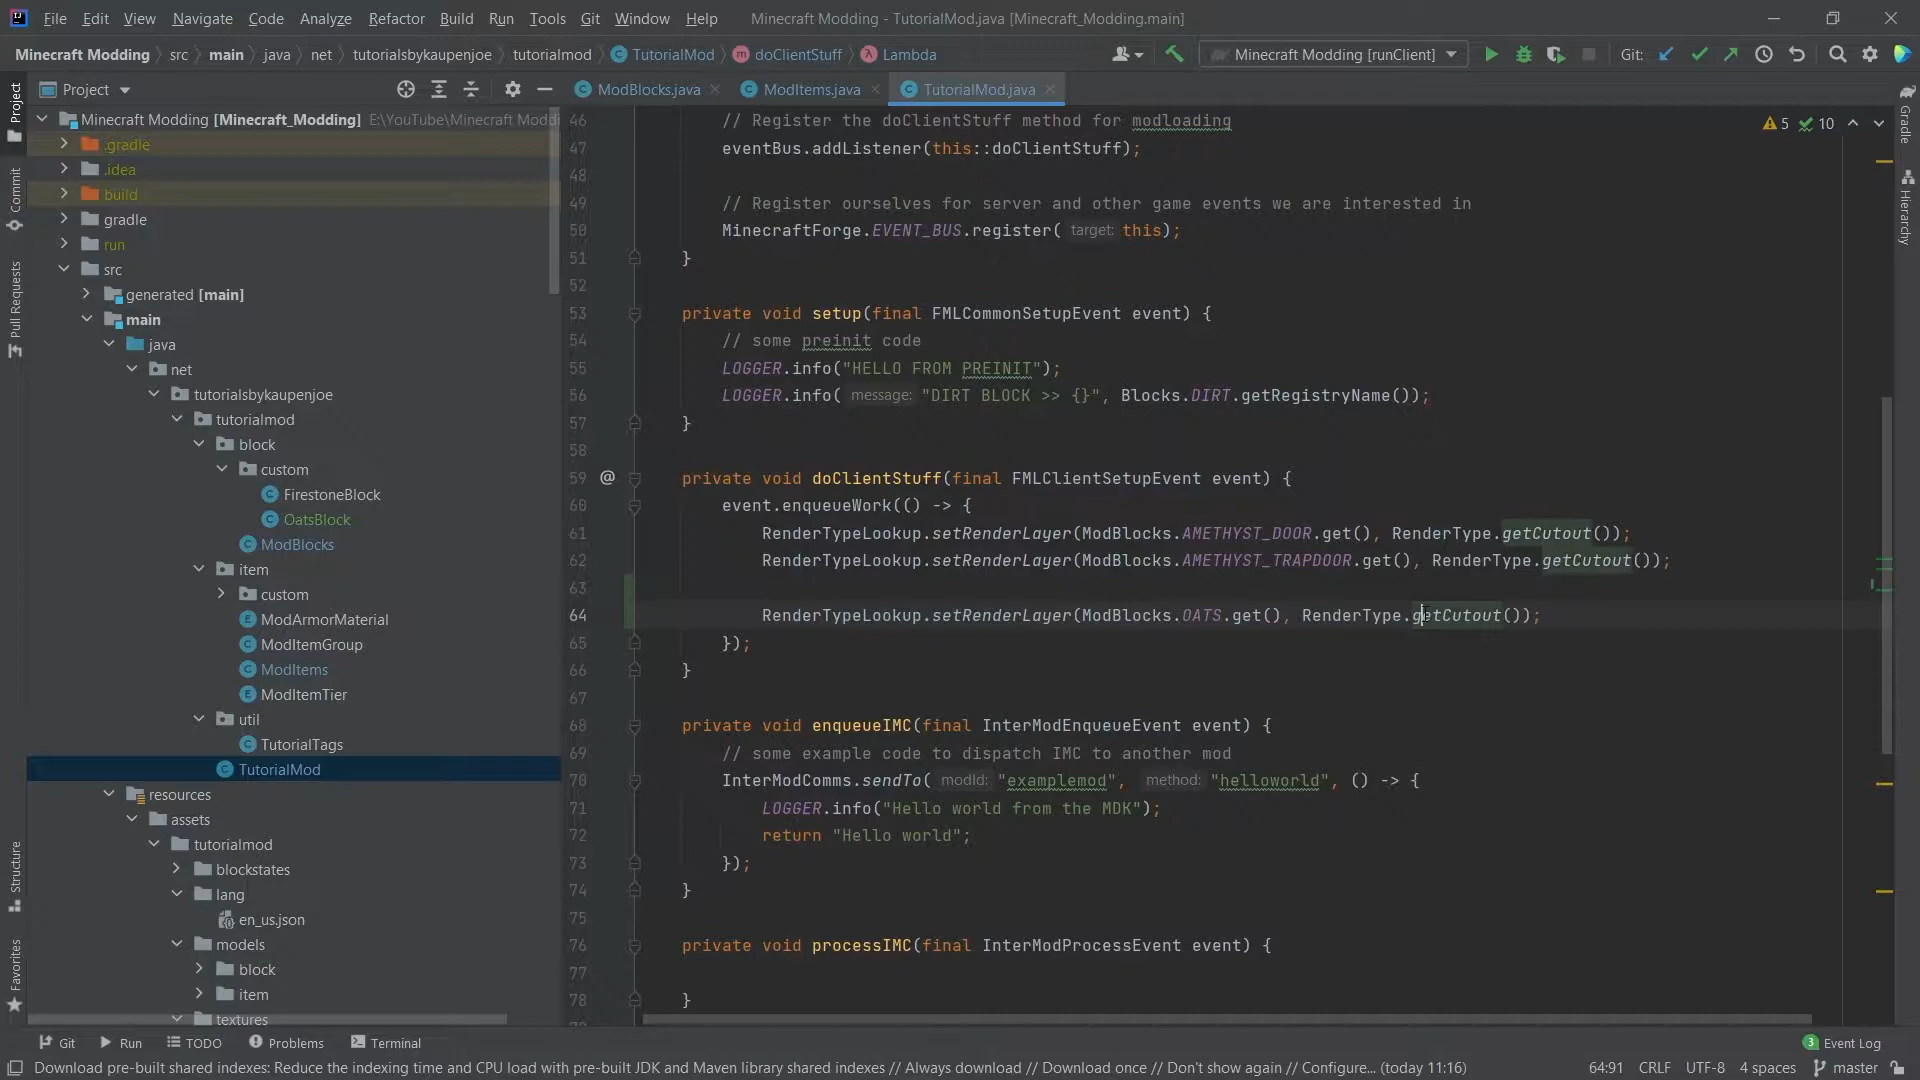 File Edit View Navigate Code Analyze Refactor Build Run Tools Git Window Help Minecraft Modding - TutorialMod.java [Minecraft_Modding.main]
Minecraft Modding src main java net tutorialsbykaupenjoe tutorialmod TutorialMod doClientStuff Lambda Minecraft Modding [runClient] Git:
Project ModBlocks.java ModItems.java TutorialMod.java
Project
Commit
Pull Requests
Structure
Favorites
Minecraft Modding [Minecraft_Modding] E:\YouTube\Minecraft Moddi
.gradle
.idea
build
gradle
run
src
generated [main]
main
java
net
tutorialsbykaupenjoe
tutorialmod
block
custom
FirestoneBlock
OatsBlock
ModBlocks
item
custom
ModArmorMaterial
ModItemGroup
ModItems
ModItemTier
util
TutorialTags
TutorialMod
resources
assets
tutorialmod
blockstates
lang
en_us.json
models
block
item
textures
5 10
46 // Register the doClientStuff method for modloading
47 eventBus.addListener(this::doClientStuff);
48
49 // Register ourselves for server and other game events we are interested in
50 MinecraftForge.EVENT_BUS.register( target: this);
51 }
52
53 private void setup(final FMLCommonSetupEvent event) {
54 // some preinit code
55 LOGGER.info("HELLO FROM PREINIT");
56 LOGGER.info( message: "DIRT BLOCK >> {}", Blocks.DIRT.getRegistryName());
57 }
58
59 @ private void doClientStuff(final FMLClientSetupEvent event) {
60 event.enqueueWork(() -> {
61 RenderTypeLookup.setRenderLayer(ModBlocks.AMETHYST_DOOR.get(), RenderType.getCutout());
62 RenderTypeLookup.setRenderLayer(ModBlocks.AMETHYST_TRAPDOOR.get(), RenderType.getCutout());
63
64 RenderTypeLookup.setRenderLayer(ModBlocks.OATS.get(), RenderType.getCutout());
65 });
66 }
67
68 private void enqueueIMC(final InterModEnqueueEvent event) {
69 // some example code to dispatch IMC to another mod
70 InterModComms.sendTo( modId: "examplemod", method: "helloworld", () -> {
71 LOGGER.info("Hello world from the MDK");
72 return "Hello world";
73 });
74 }
75
76 private void processIMC(final InterModProcessEvent event) {
77
78 }
Gradle
Hierarchy
Git Run TODO Problems Terminal 3 Event Log
Download pre-built shared indexes: Reduce the indexing time and CPU load with pre-built JDK and Maven library shared indexes // Always download // Download once // Don't show again // Configure... (today 11:16) 64:91 CRLF UTF-8 4 spaces master